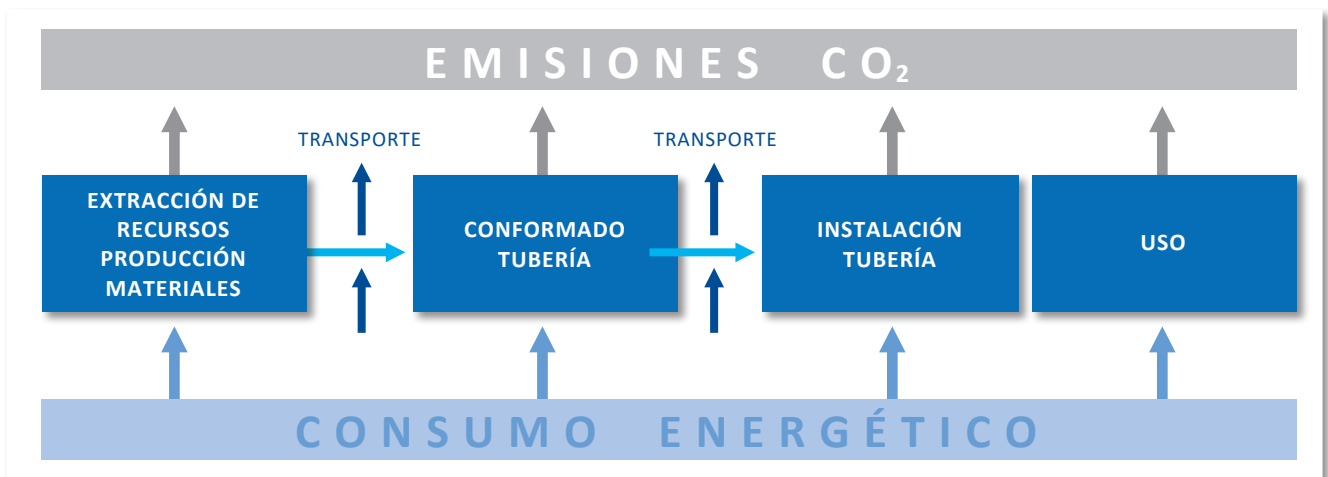 EMISIONES CO₂
TRANSPORTE
TRANSPORTE
EXTRACCIÓN DE
RECURSOS
PRODUCCIÓN
MATERIALES
CONFORMADO
TUBERÍA
INSTALACIÓN
TUBERÍA
USO
CONSUMO ENERGÉTICO